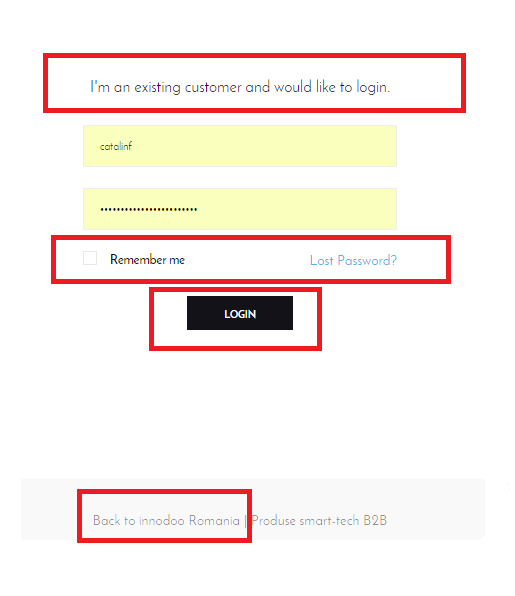 I'm an existing customer and would like to login.
catalinf
••••••••••••••••••••••••
Remember me Lost Password?
LOGIN
Back to innodoo Romania | Produse smart-tech B2B